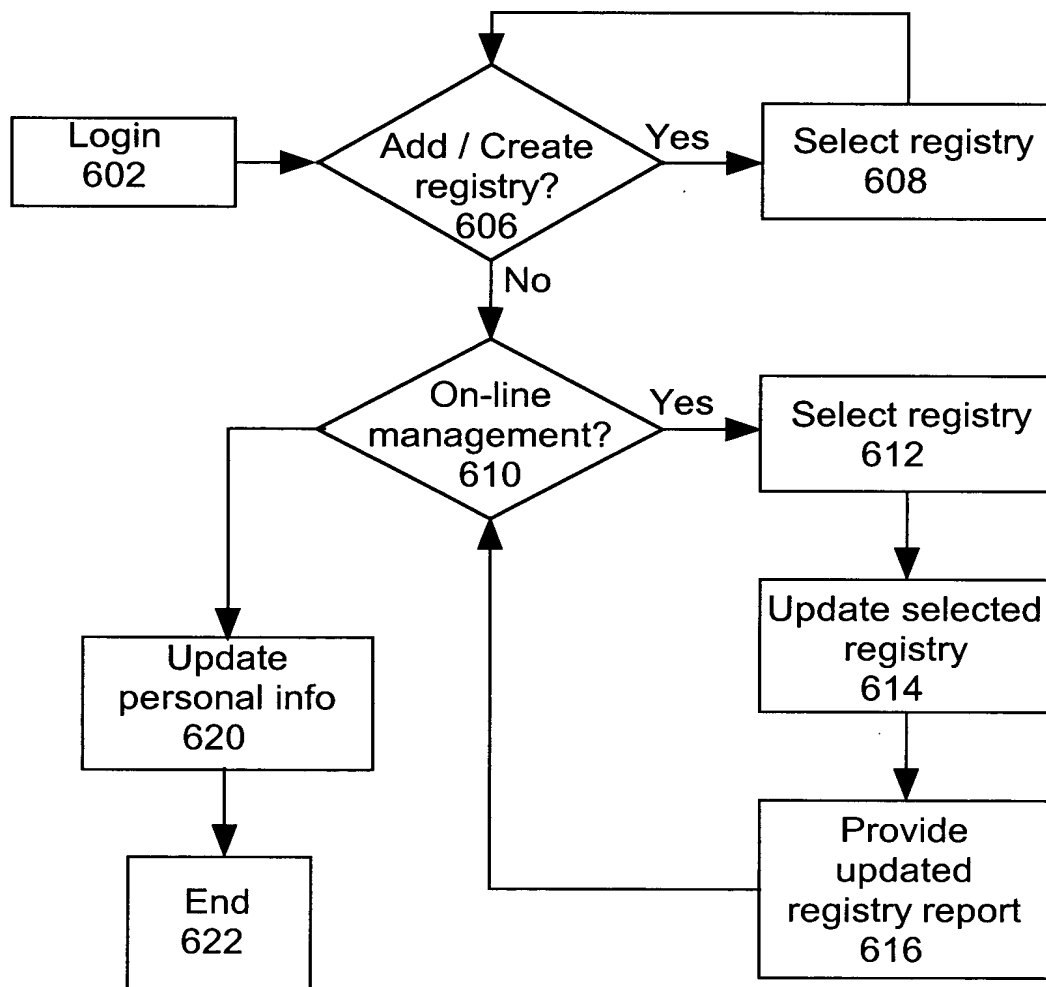 Login
602
Add / Create
registry?
606
Yes
Select registry
608
No
On-line
management?
610
Yes
Select registry
612
Update selected
registry
614
Provide
updated
registry report
616
Update
personal info
620
End
622